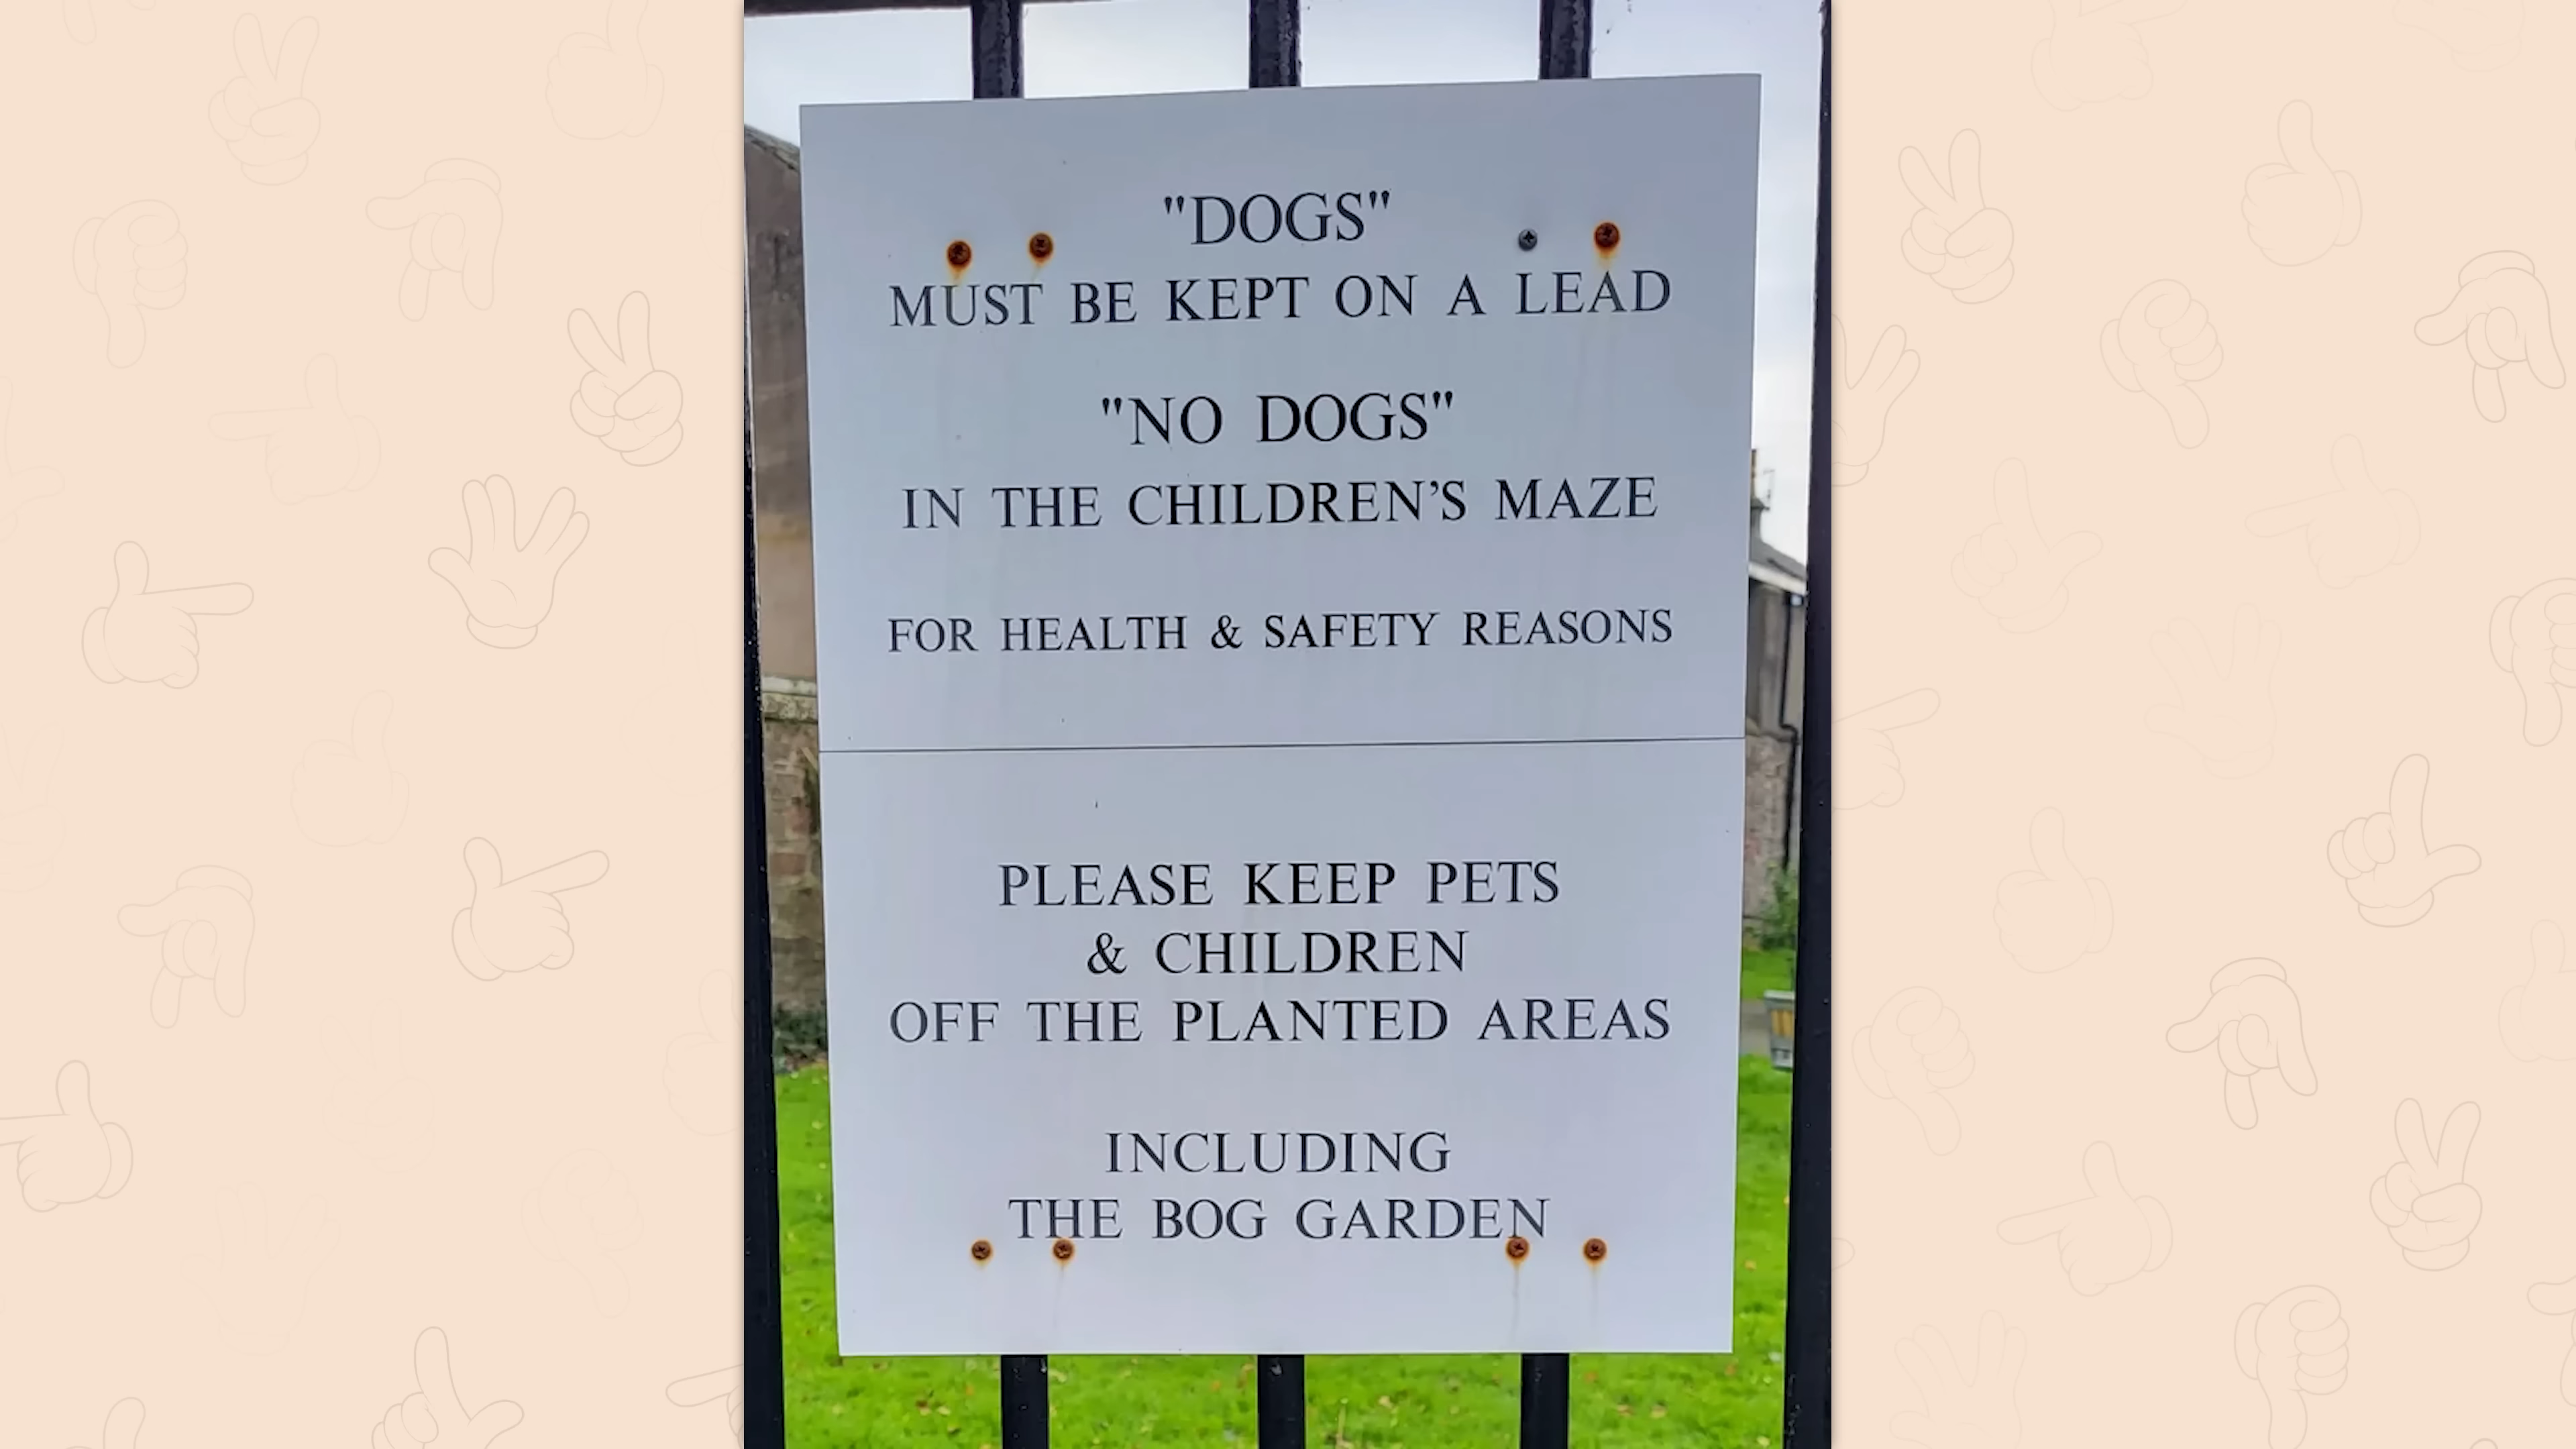 "DOGS"
MUST BE KEPT ON A LEAD
"NO DOGS"
IN THE CHILDREN’S MAZE
FOR HEALTH & SAFETY REASONS
PLEASE KEEP PETS
& CHILDREN
OFF THE PLANTED AREAS
INCLUDING
THE BOG GARDEN